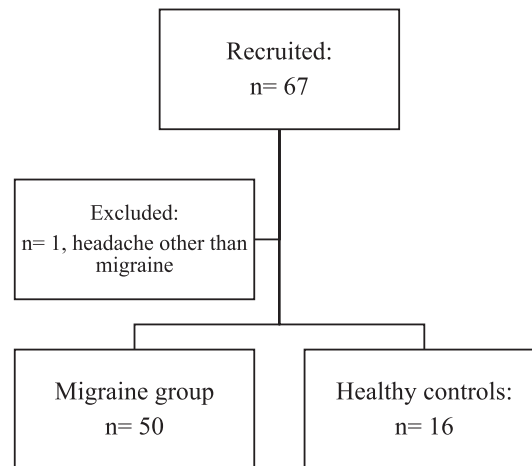 Recruited:
n= 67
Excluded:
n= 1, headache other than
migraine
Migraine group
n= 50
Healthy controls:
n= 16